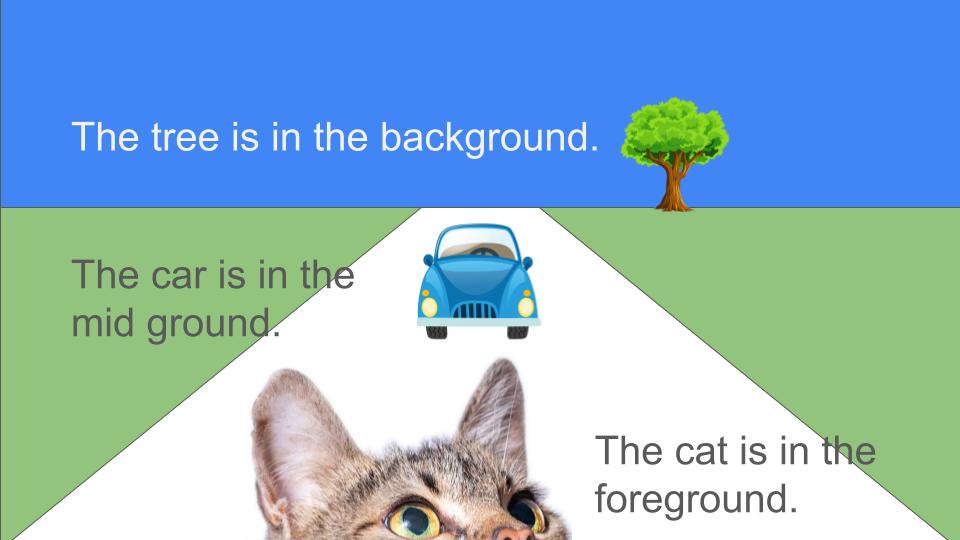 The tree is in the background.
The car is in the
mid ground.
The cat is in the
foreground.